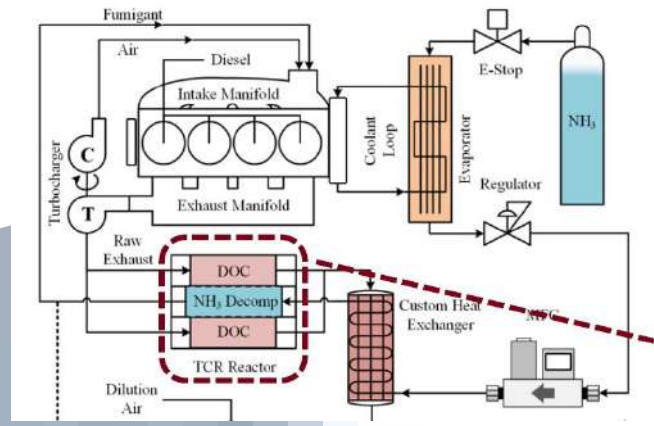 Fumigant
Air
Diesel
Intake Manifold
E-Stop
NH₃
C
Turbocharger
T
Exhaust Manifold
Coolant
Loop
Evaporator
Regulator
Raw
Exhaust
DOC
NH₃ Decomp
DOC
TCR Reactor
Custom Heat
Exchanger
MFC
Dilution
Air